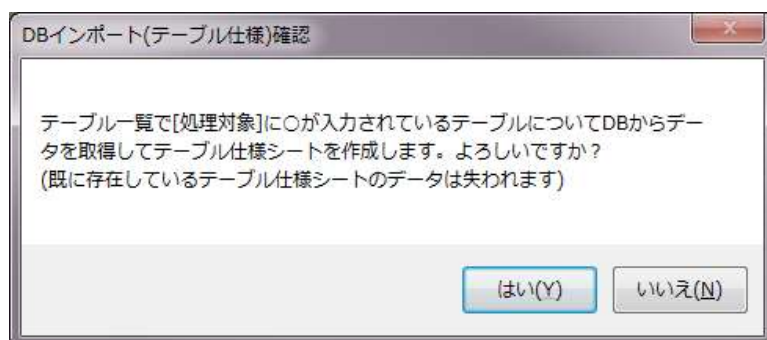 DBインポート(テーブル仕様)確認
テーブル一覧で[処理対象]に○が入力されているテーブルについてDBからデー
タを取得してテーブル仕様シートを作成します。よろしいですか？
(既に存在しているテーブル仕様シートのデータは失われます)
はい(Y) いいえ(N)